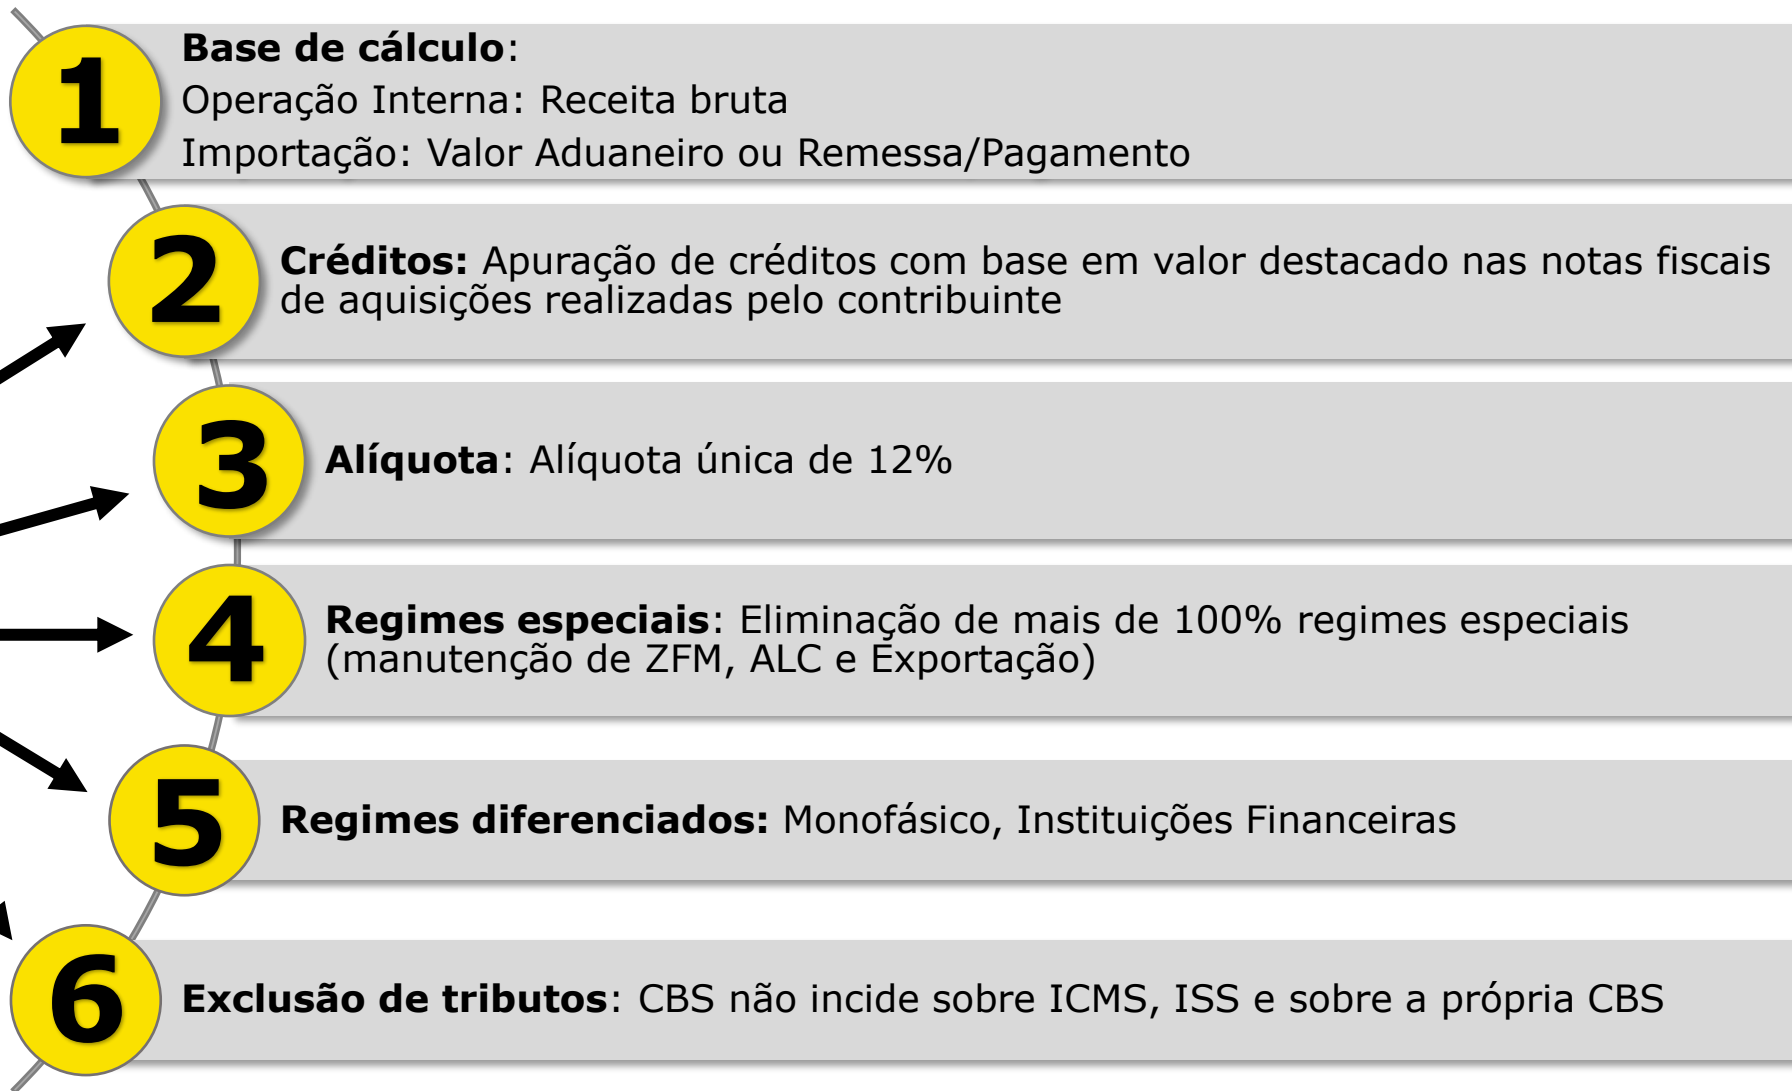 1
Base de cálculo:
Operação Interna: Receita bruta
Importação: Valor Aduaneiro ou Remessa/Pagamento
2
Créditos: Apuração de créditos com base em valor destacado nas notas fiscais
de aquisições realizadas pelo contribuinte
3
Alíquota: Alíquota única de 12%
4
Regimes especiais: Eliminação de mais de 100% regimes especiais
(manutenção de ZFM, ALC e Exportação)
5
Regimes diferenciados: Monofásico, Instituições Financeiras
6
Exclusão de tributos: CBS não incide sobre ICMS, ISS e sobre a própria CBS